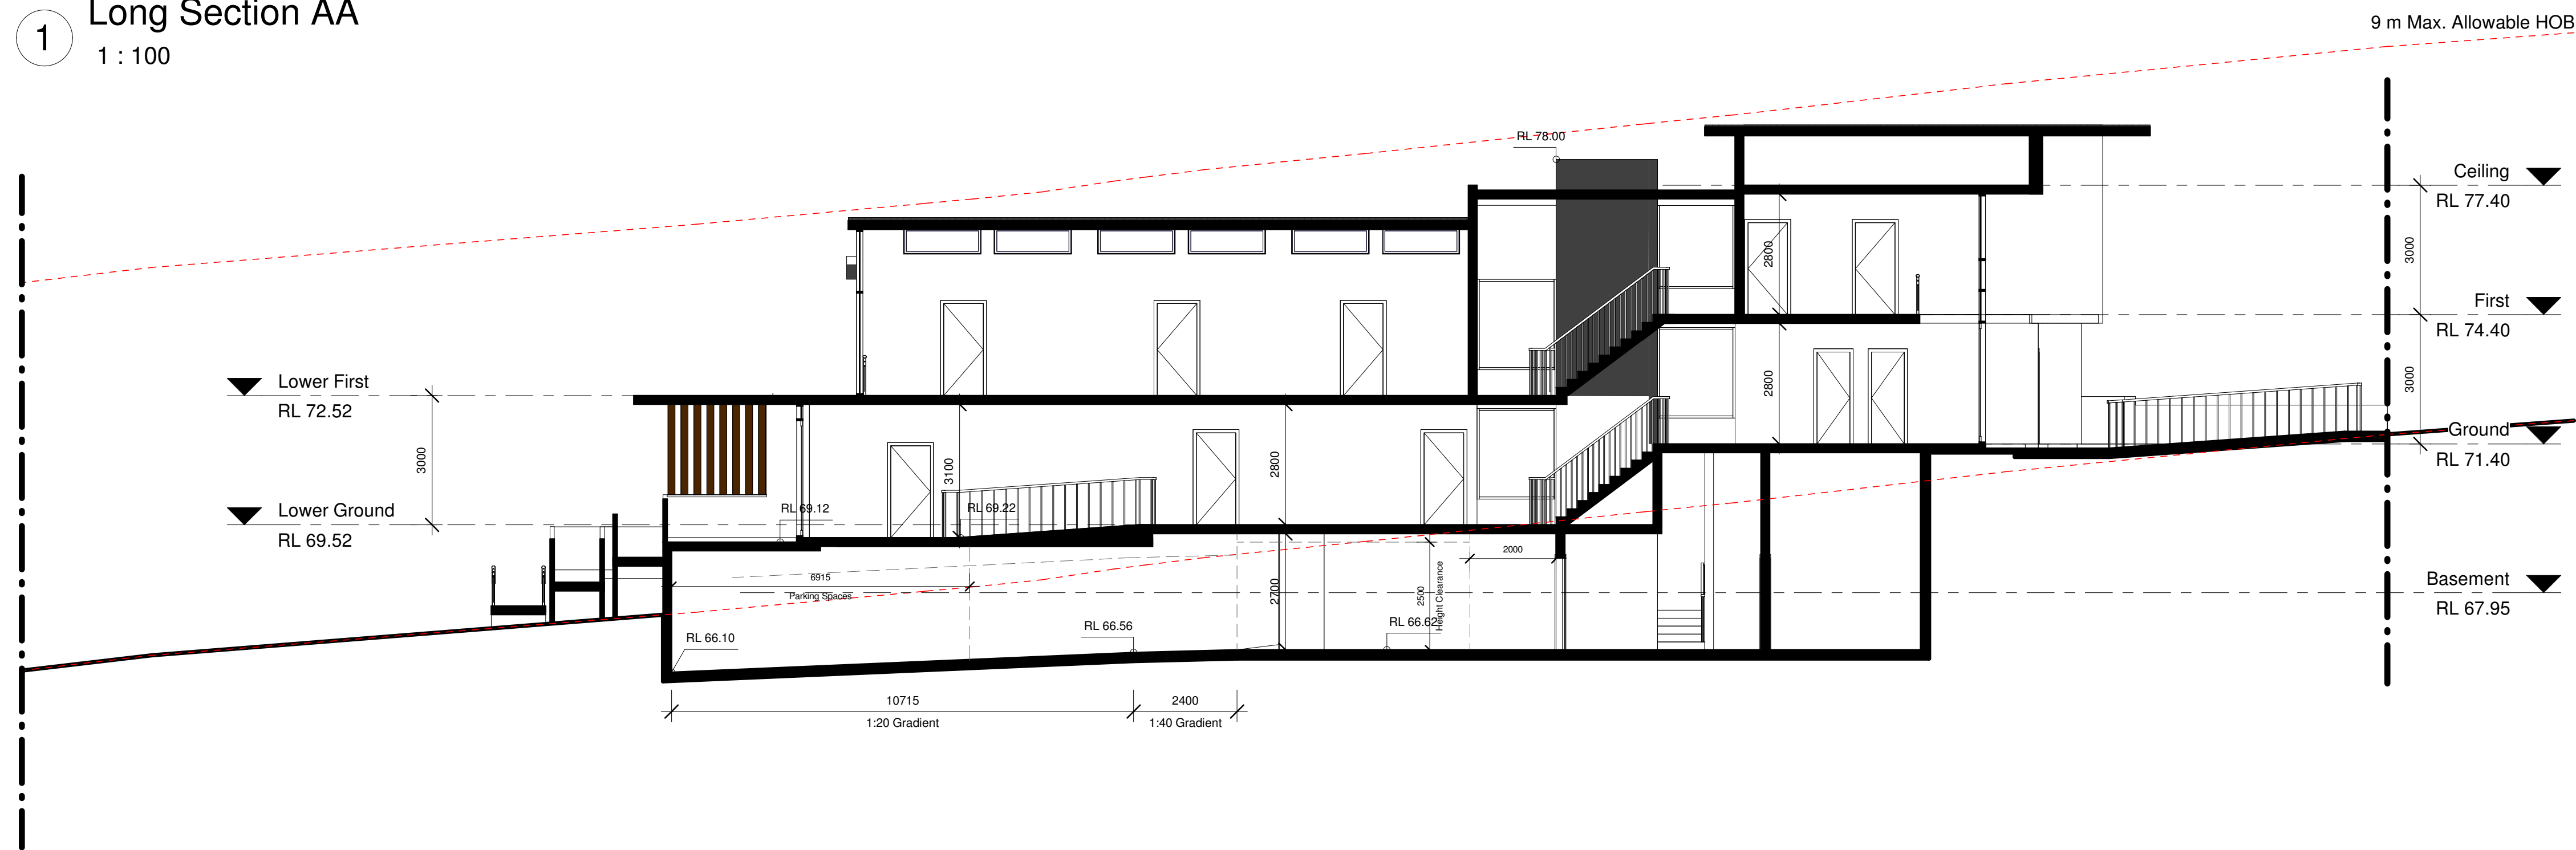 1
Long Section AA
1 : 100
9 m Max. Allowable HOB
RL 78.00
Ceiling
RL 77.40
3000
2800
First
RL 74.40
3000
2800
Lower First
RL 72.52
3000
Ground
RL 71.40
3100
2800
Lower Ground
RL 69.52
RL 69.12
RL 69.22
2000
6915
Parking Spaces
2700
2500
Height Clearance
Basement
RL 67.95
RL 66.10
RL 66.56
RL 66.62
10715
2400
1:20 Gradient
1:40 Gradient